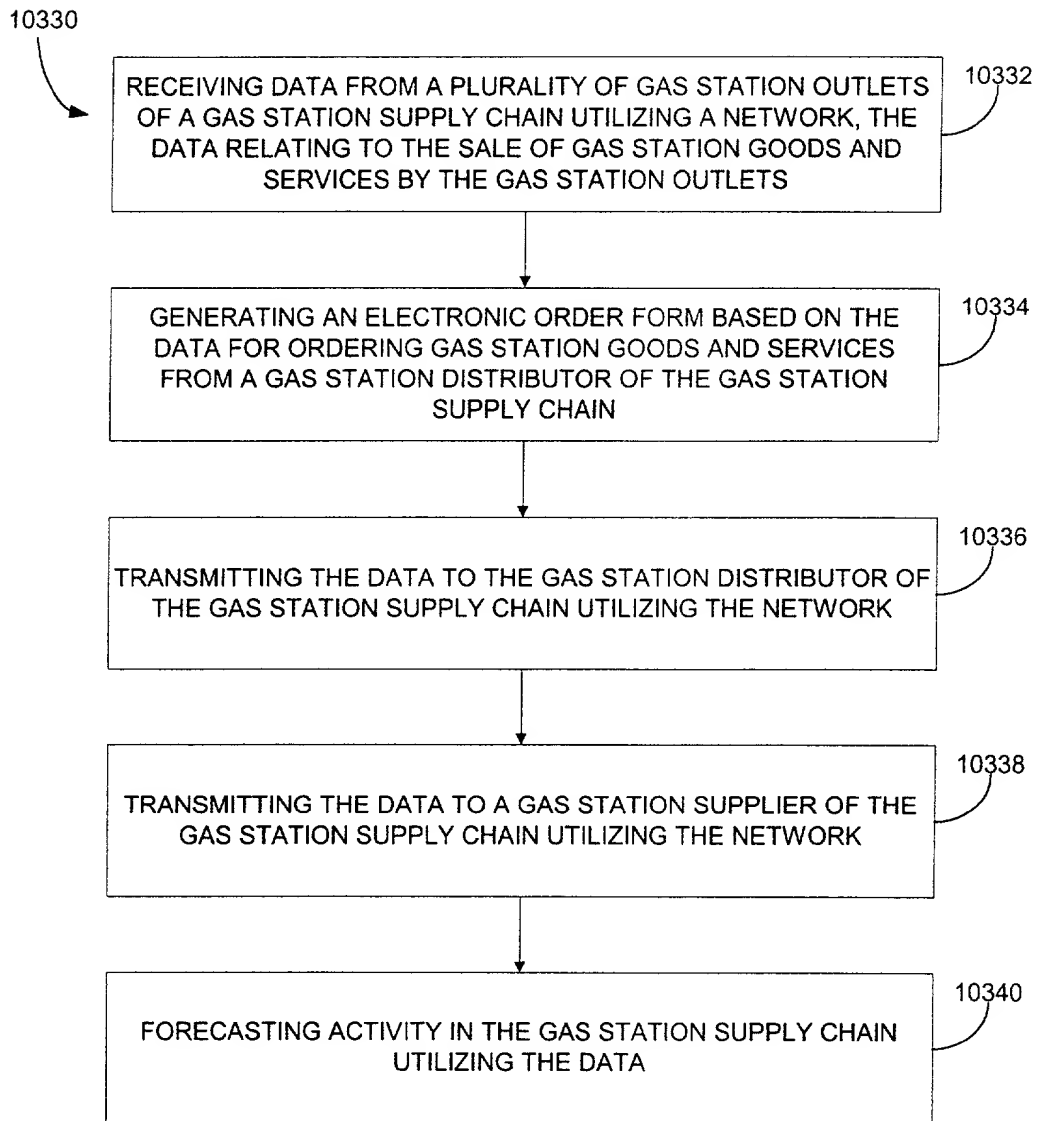 10330
10332
RECEIVING DATA FROM A PLURALITY OF GAS STATION OUTLETS
OF A GAS STATION SUPPLY CHAIN UTILIZING A NETWORK, THE
DATA RELATING TO THE SALE OF GAS STATION GOODS AND
SERVICES BY THE GAS STATION OUTLETS
10334
GENERATING AN ELECTRONIC ORDER FORM BASED ON THE
DATA FOR ORDERING GAS STATION GOODS AND SERVICES
FROM A GAS STATION DISTRIBUTOR OF THE GAS STATION
SUPPLY CHAIN
10336
TRANSMITTING THE DATA TO THE GAS STATION DISTRIBUTOR OF
THE GAS STATION SUPPLY CHAIN UTILIZING THE NETWORK
10338
TRANSMITTING THE DATA TO A GAS STATION SUPPLIER OF THE
GAS STATION SUPPLY CHAIN UTILIZING THE NETWORK
10340
FORECASTING ACTIVITY IN THE GAS STATION SUPPLY CHAIN
UTILIZING THE DATA